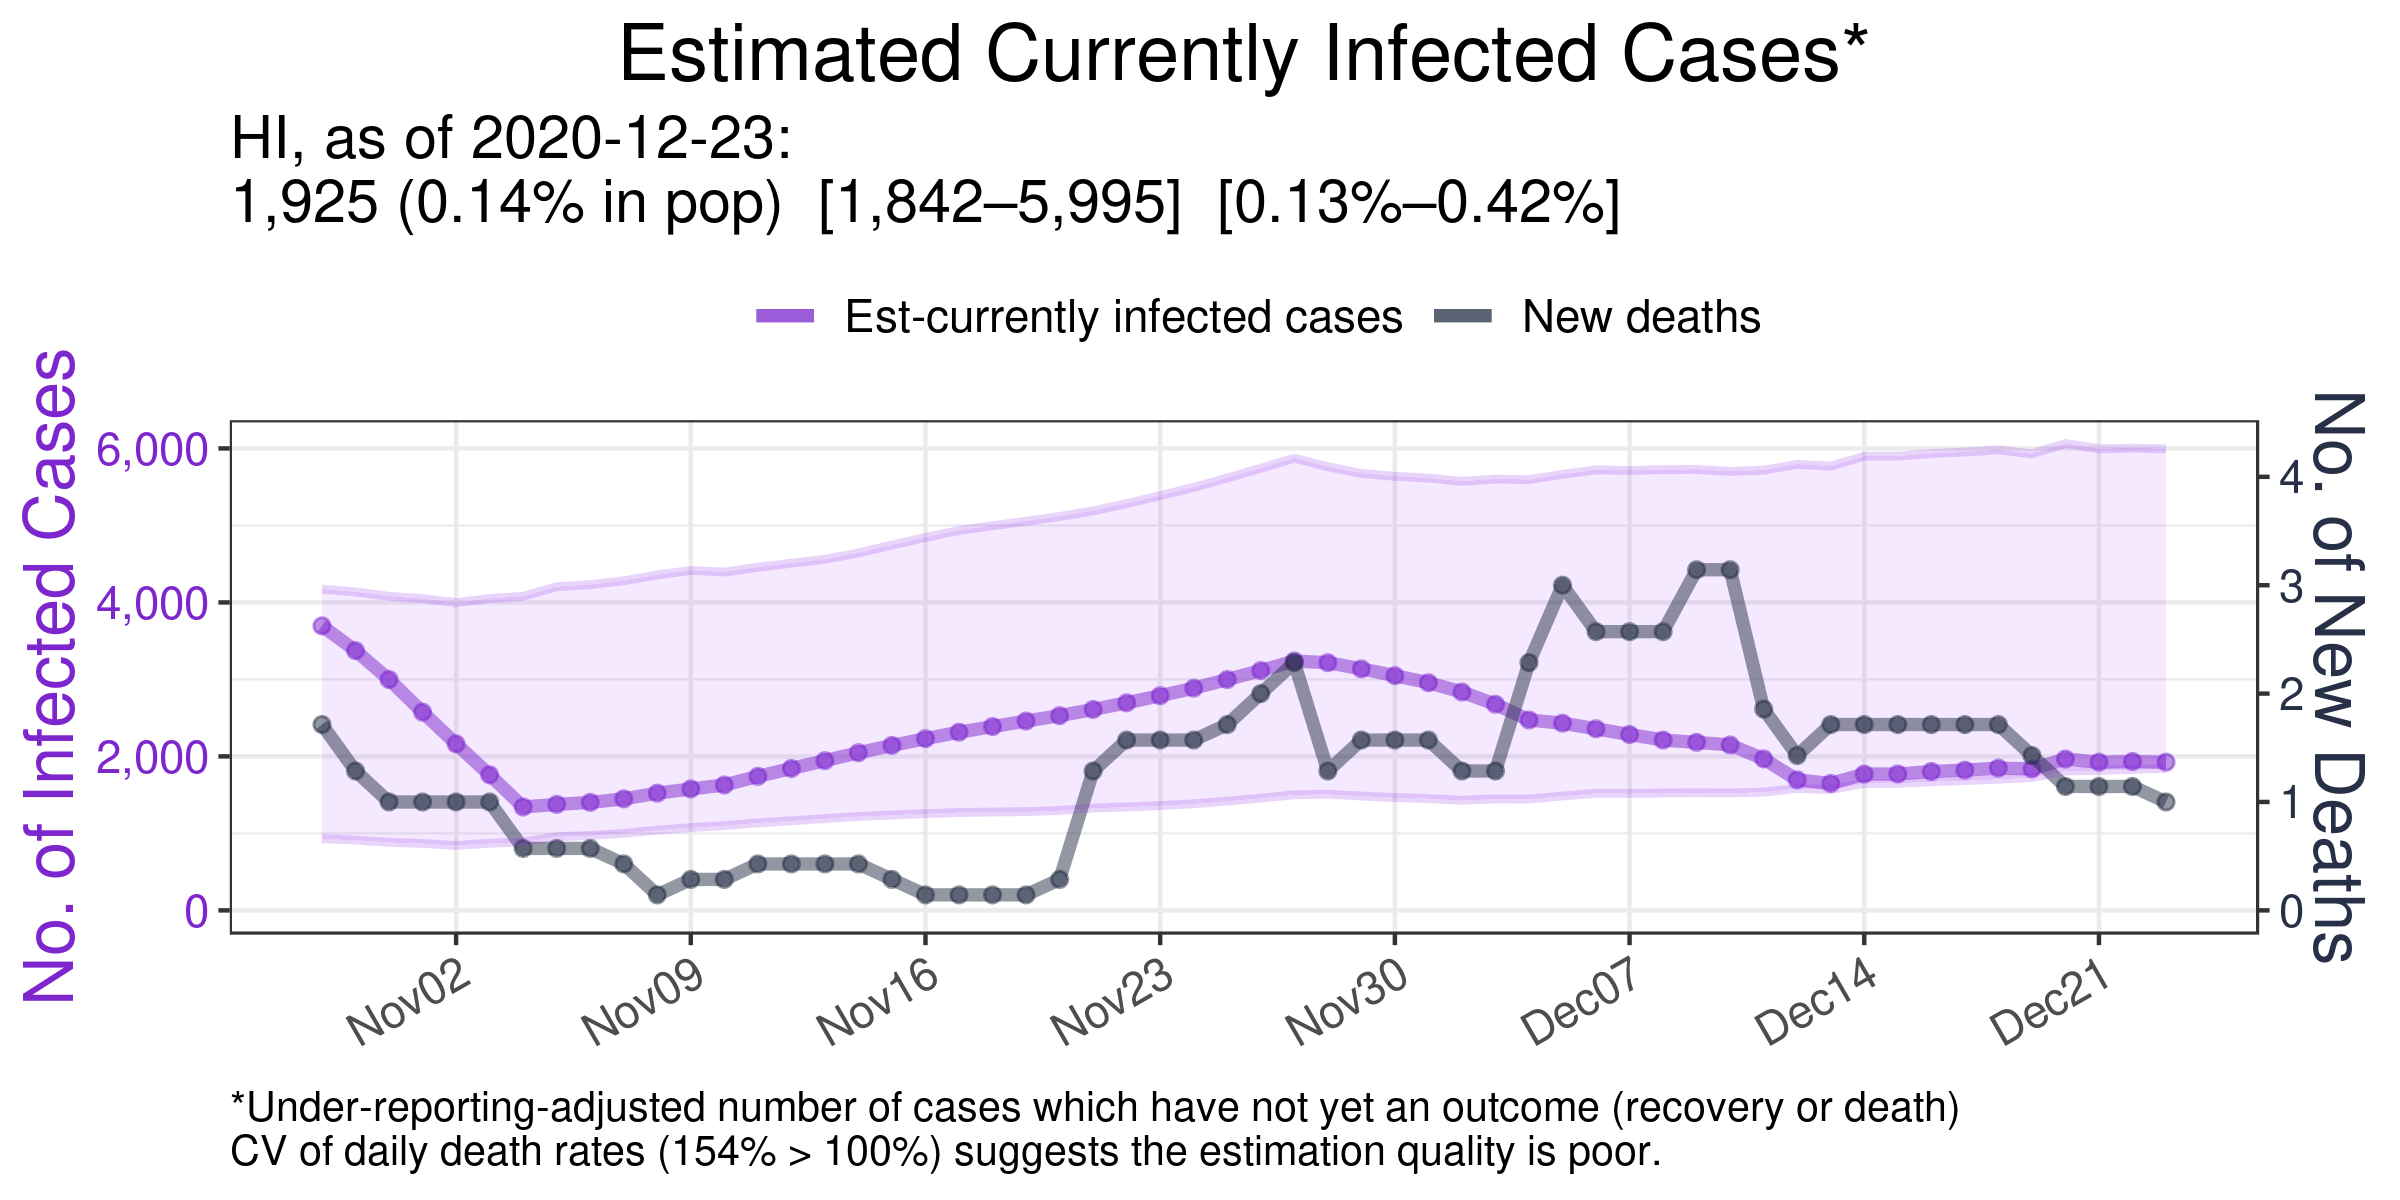 Estimated Currently Infected Cases*
HI, as of 2020-12-23:
1,925 (0.14% in pop)  [1,842–5,995]  [0.13%–0.42%]
Est-currently infected cases
New deaths
No. of Infected Cases
6,000
4,000
2,000
0
No. of New Deaths
4
3
2
1
0
Nov02
Nov09
Nov16
Nov23
Nov30
Dec07
Dec14
Dec21
*Under-reporting-adjusted number of cases which have not yet an outcome (recovery or death)
CV of daily death rates (154% > 100%) suggests the estimation quality is poor.